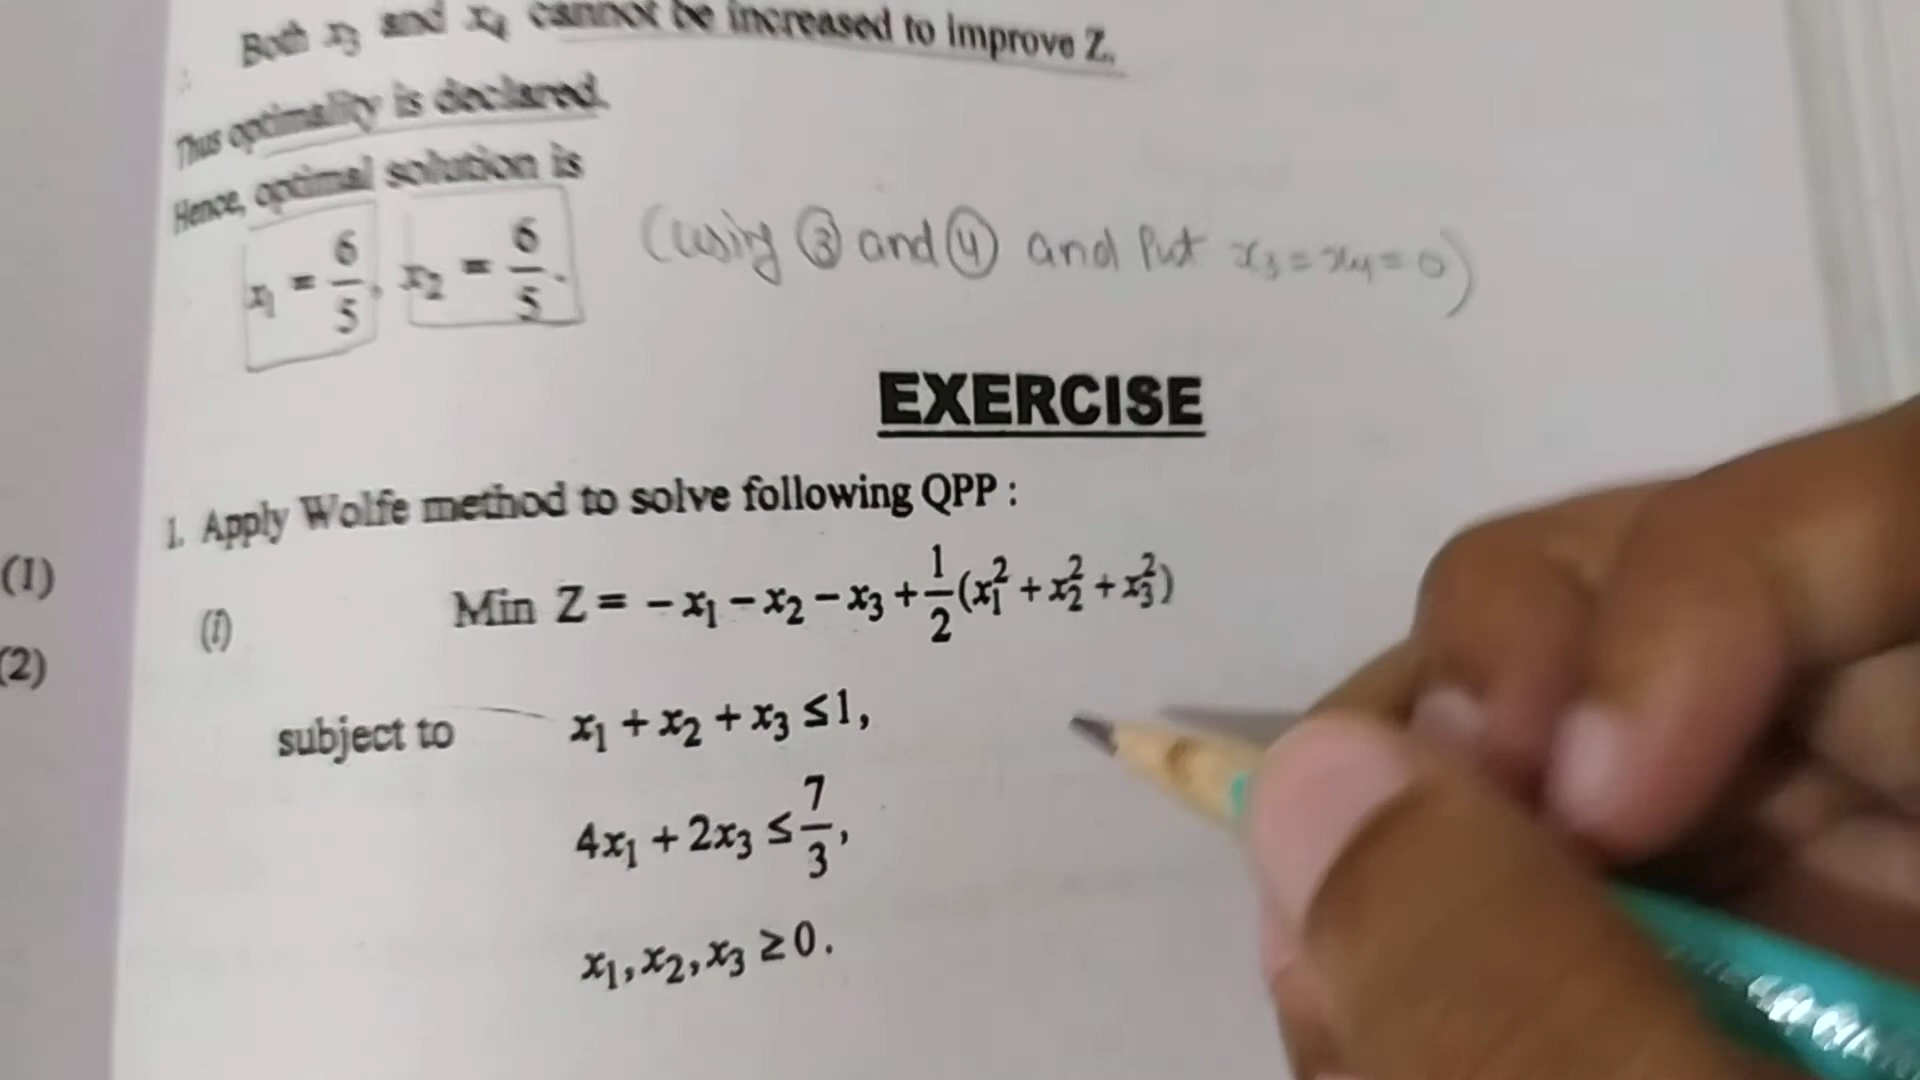 Both x₃ and x₄ cannot be increased to improve Z.
Thus optimality is declared.
Hence, optimal solution is
x₁ = 6/5, x₂ = 6/5. (using ③ and ④ and Put x₃ = x₄ = 0)
EXERCISE
1. Apply Wolfe method to solve following QPP :
(1)
(i) Min Z = – x₁ – x₂ – x₃ + 1/2 (x₁² + x₂² + x₃²)
(2)
subject to x₁ + x₂ + x₃ ≤ 1,
4x₁ + 2x₃ ≤ 7/3,
x₁, x₂, x₃ ≥ 0.